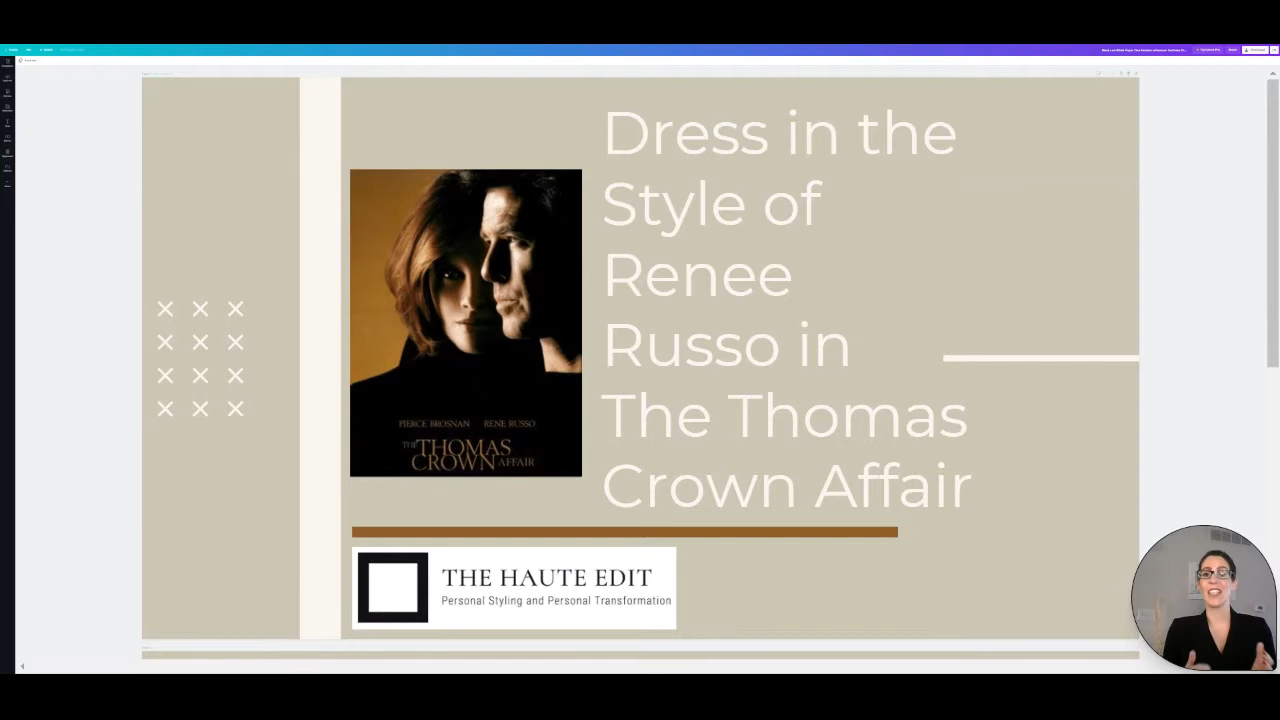 Dress in the
Style of
Renee
Russo in
The Thomas
Crown Affair
PIERCE BROSNAN RENE RUSSO
THE THOMAS
CROWN AFFAIR
THE HAUTE EDIT
Personal Styling and Personal Transformation